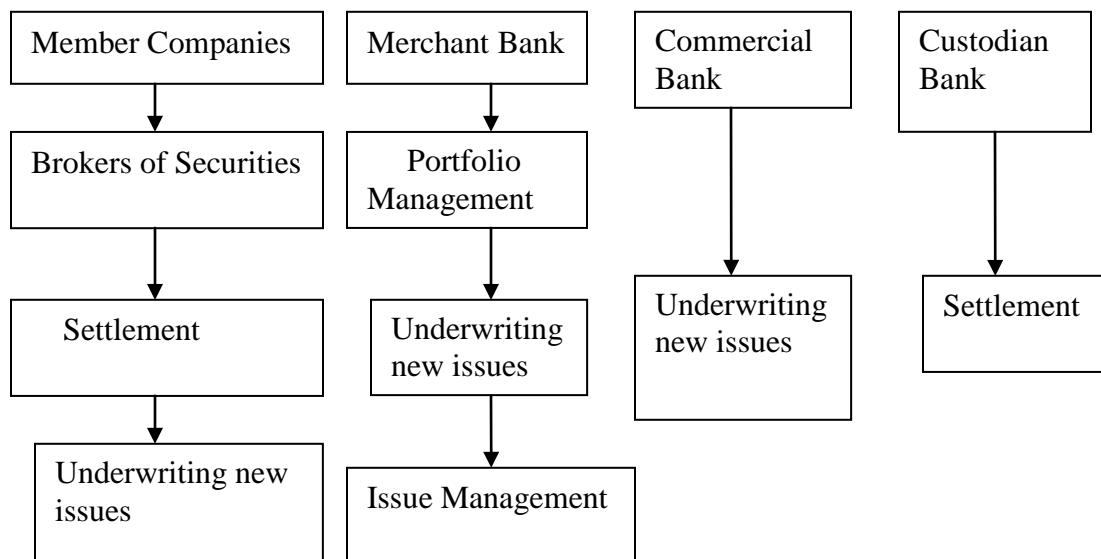 Member Companies
Merchant Bank
Commercial
Bank
Custodian
Bank
Brokers of Securities
Portfolio
Management
Settlement
Underwriting
new issues
Underwriting
new issues
Settlement
Underwriting new
issues
Issue Management